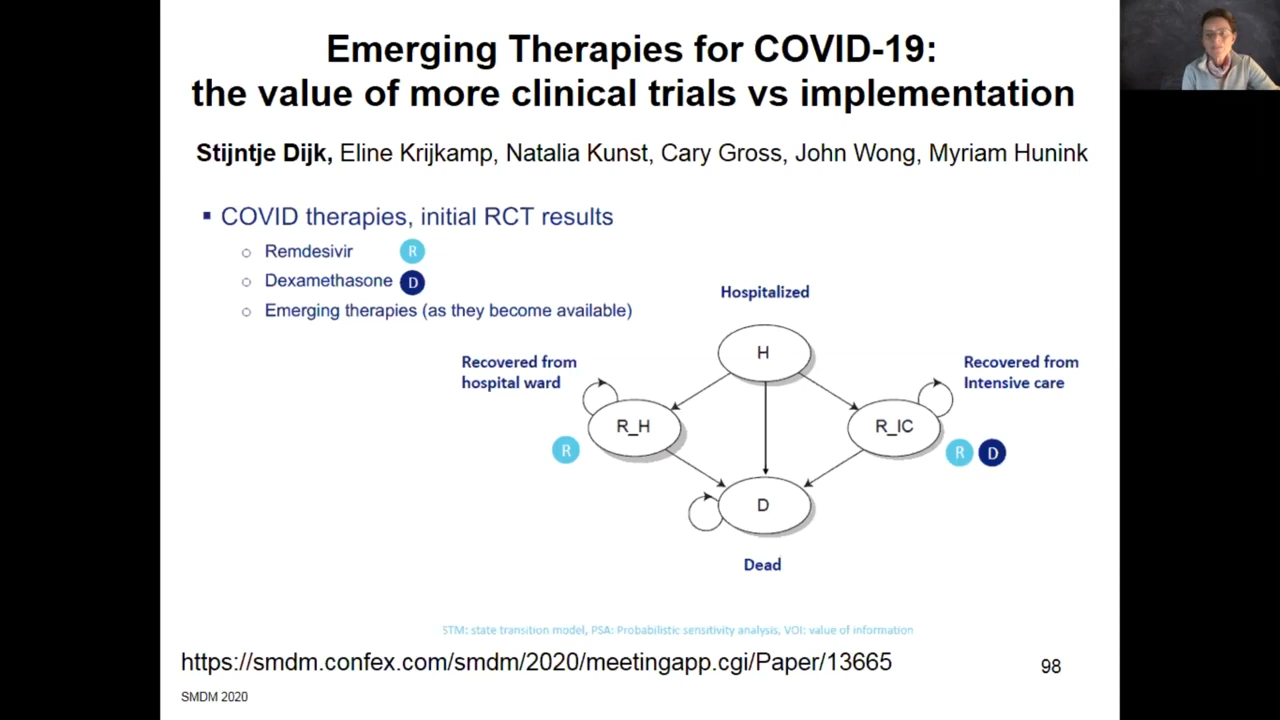 Emerging Therapies for COVID-19:
the value of more clinical trials vs implementation
Stijntje Dijk, Eline Krijkamp, Natalia Kunst, Cary Gross, John Wong, Myriam Hunink
▪ COVID therapies, initial RCT results
○ Remdesivir R
○ Dexamethasone D
○ Emerging therapies (as they become available)
Hospitalized
H
Recovered from
hospital ward
Recovered from
Intensive care
R_H
R_IC
R
R D
D
Dead
STM: state transition model, PSA: Probabilistic sensitivity analysis, VOI: value of information
https://smdm.confex.com/smdm/2020/meetingapp.cgi/Paper/13665
98
SMDM 2020